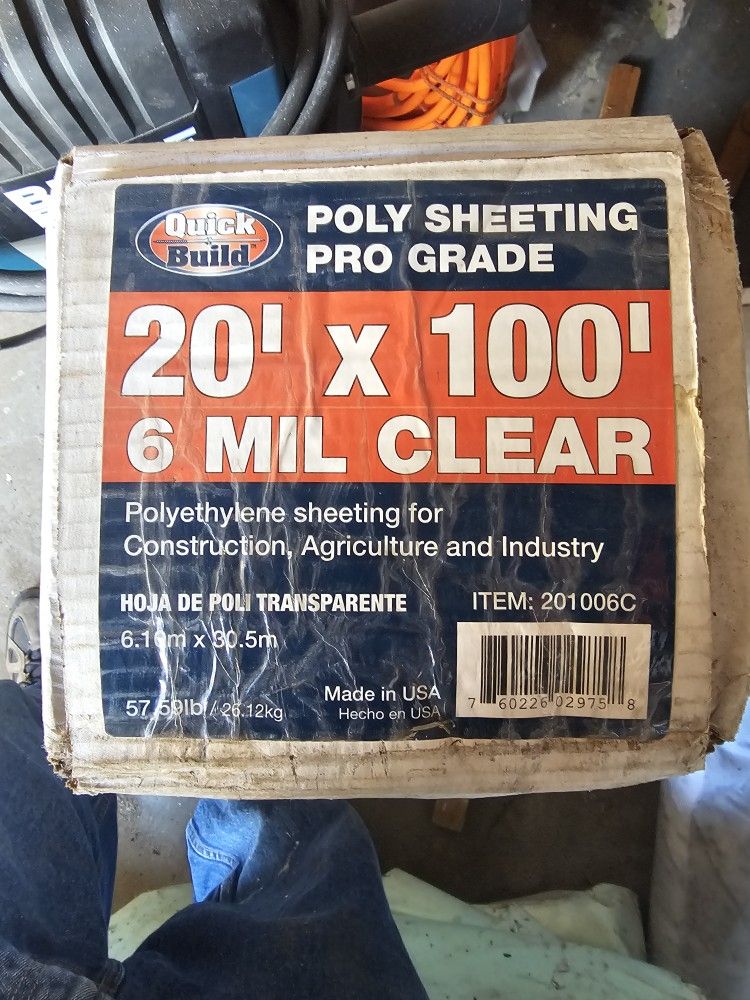 Quick
Build™
POLY SHEETING
PRO GRADE
20' x 100'
6 MIL CLEAR
Polyethylene sheeting for
Construction, Agriculture and Industry
HOJA DE POLI TRANSPARENTE
ITEM: 201006C
6.10m x 30.5m
57.59lb / 26.12kg
Made in USA
Hecho en USA
7 60226 02975 8